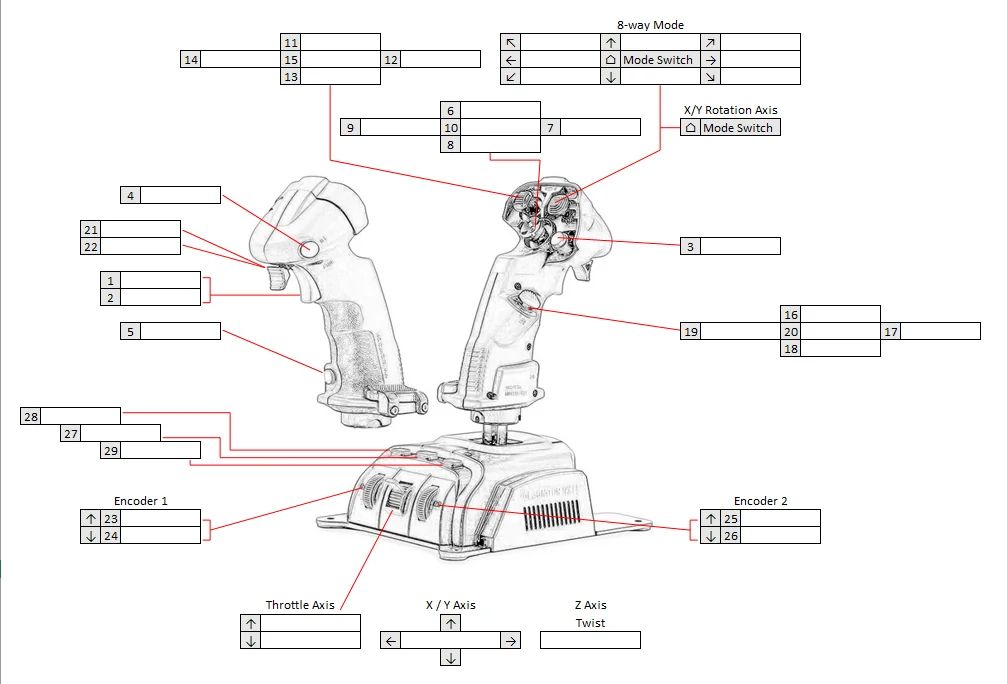 8-way Mode
11
↖ ↑ ↗
14 15 12
← ⌂ Mode Switch →
13
↙ ↓ ↘
6
X/Y Rotation Axis
9 10 7
⌂ Mode Switch
8
4
21
22
3
1
2
16
5
19 20 17
18
28
27
29
Encoder 1
Encoder 2
↑ 23
↑ 25
↓ 24
↓ 26
Throttle Axis
X / Y Axis
Z Axis
↑
↑
Twist
↓
← →
↓